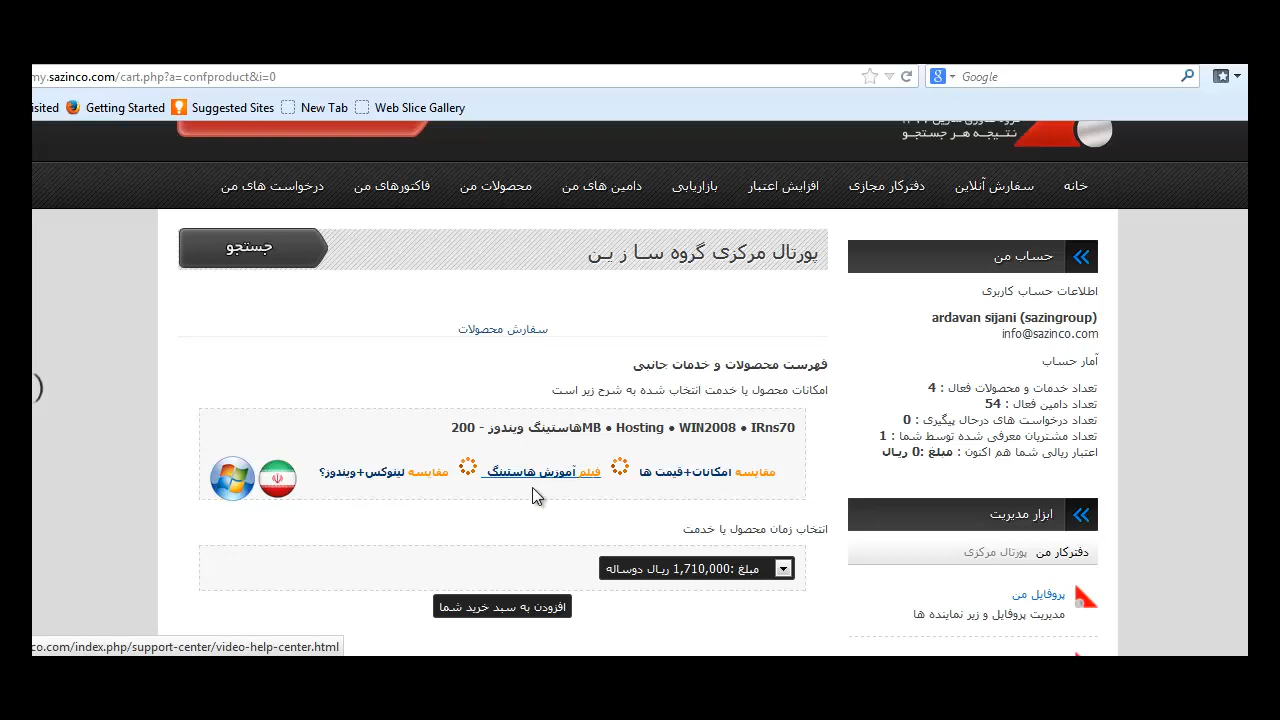 my.sazinco.com/cart.php?a=confproduct&i=0
Google
isited Getting Started Suggested Sites New Tab Web Slice Gallery
نتیجه هر جستجو
خانه سفارش آنلاین دفترکار مجازی افزایش اعتبار بازاریابی دامین های من محصولات من فاکتورهای من درخواست های من
پورتال مرکزی گروه سـا ز یـن
جستجو
سفارش محصولات
فهرست محصولات و خدمات جانبی
امکانات محصول یا خدمت انتخاب شده به شرح زیر است
هاستینگ ویندوز - 200MB ● Hosting ● WIN2008 ● IRns70
مقایسه امکانات+قیمت ها فیلم آموزش هاستینگ مقایسه لینوکس+ویندوز؟
انتخاب زمان محصول یا خدمت
مبلغ :1,710,000 ریال دوساله
افزودن به سبد خرید شما
حساب من
اطلاعات حساب کاربری
ardavan sijani (sazingroup)
info@sazinco.com
آمار حساب
تعداد خدمات و محصولات فعال : 4
تعداد دامین فعال : 54
تعداد درخواست های درحال پیگیری : 0
تعداد مشتریان معرفی شده توسط شما : 1
اعتبار ریالی شما هم اکنون : مبلغ :0 ریال
ابزار مدیریت
دفترکار من پورتال مرکزی
پروفایل من
مدیریت پروفایل و زیر نماینده ها
co.com/index.php/support-center/video-help-center.html